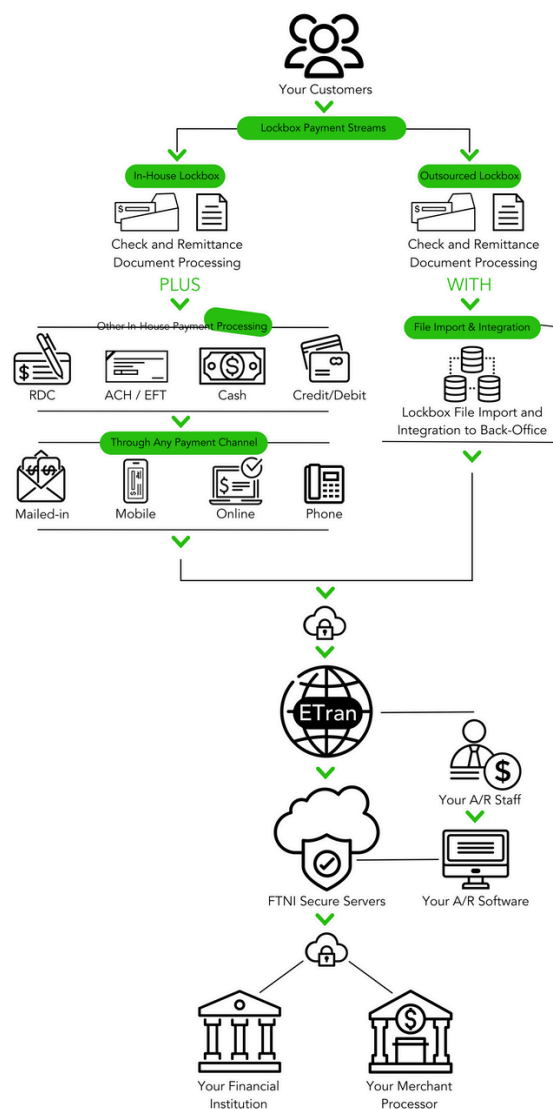 Your Customers
Lockbox Payment Streams
In-House Lockbox
Outsourced Lockbox
Check and Remittance
Document Processing
Check and Remittance
Document Processing
PLUS
WITH
Other In-House Payment Processing
File Import & Integration
RDC
ACH / EFT
Cash
Credit/Debit
Lockbox File Import and
Integration to Back-Office
Through Any Payment Channel
Mailed-in
Mobile
Online
Phone
ETran
Your A/R Staff
FTNI Secure Servers
Your A/R Software
Your Financial
Institution
Your Merchant
Processor